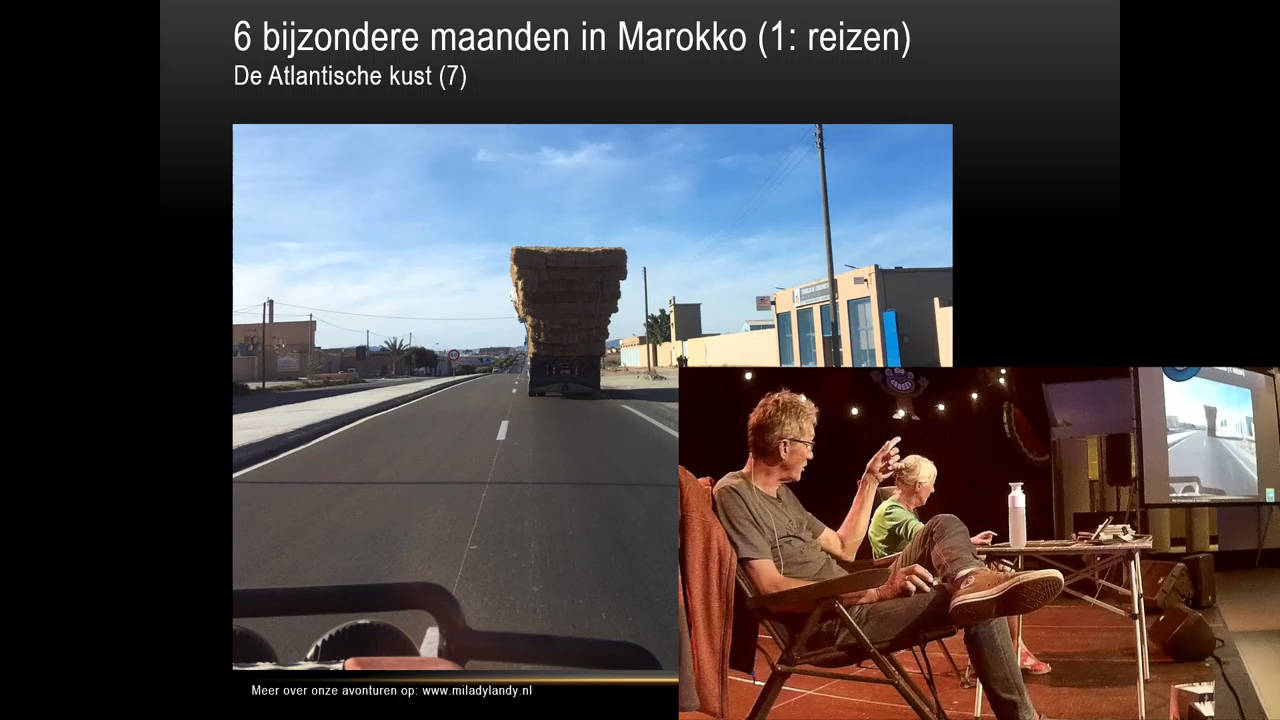 6 bijzondere maanden in Marokko (1: reizen)
De Atlantische kust (7)
Meer over onze avonturen op: www.miladylandy.nl